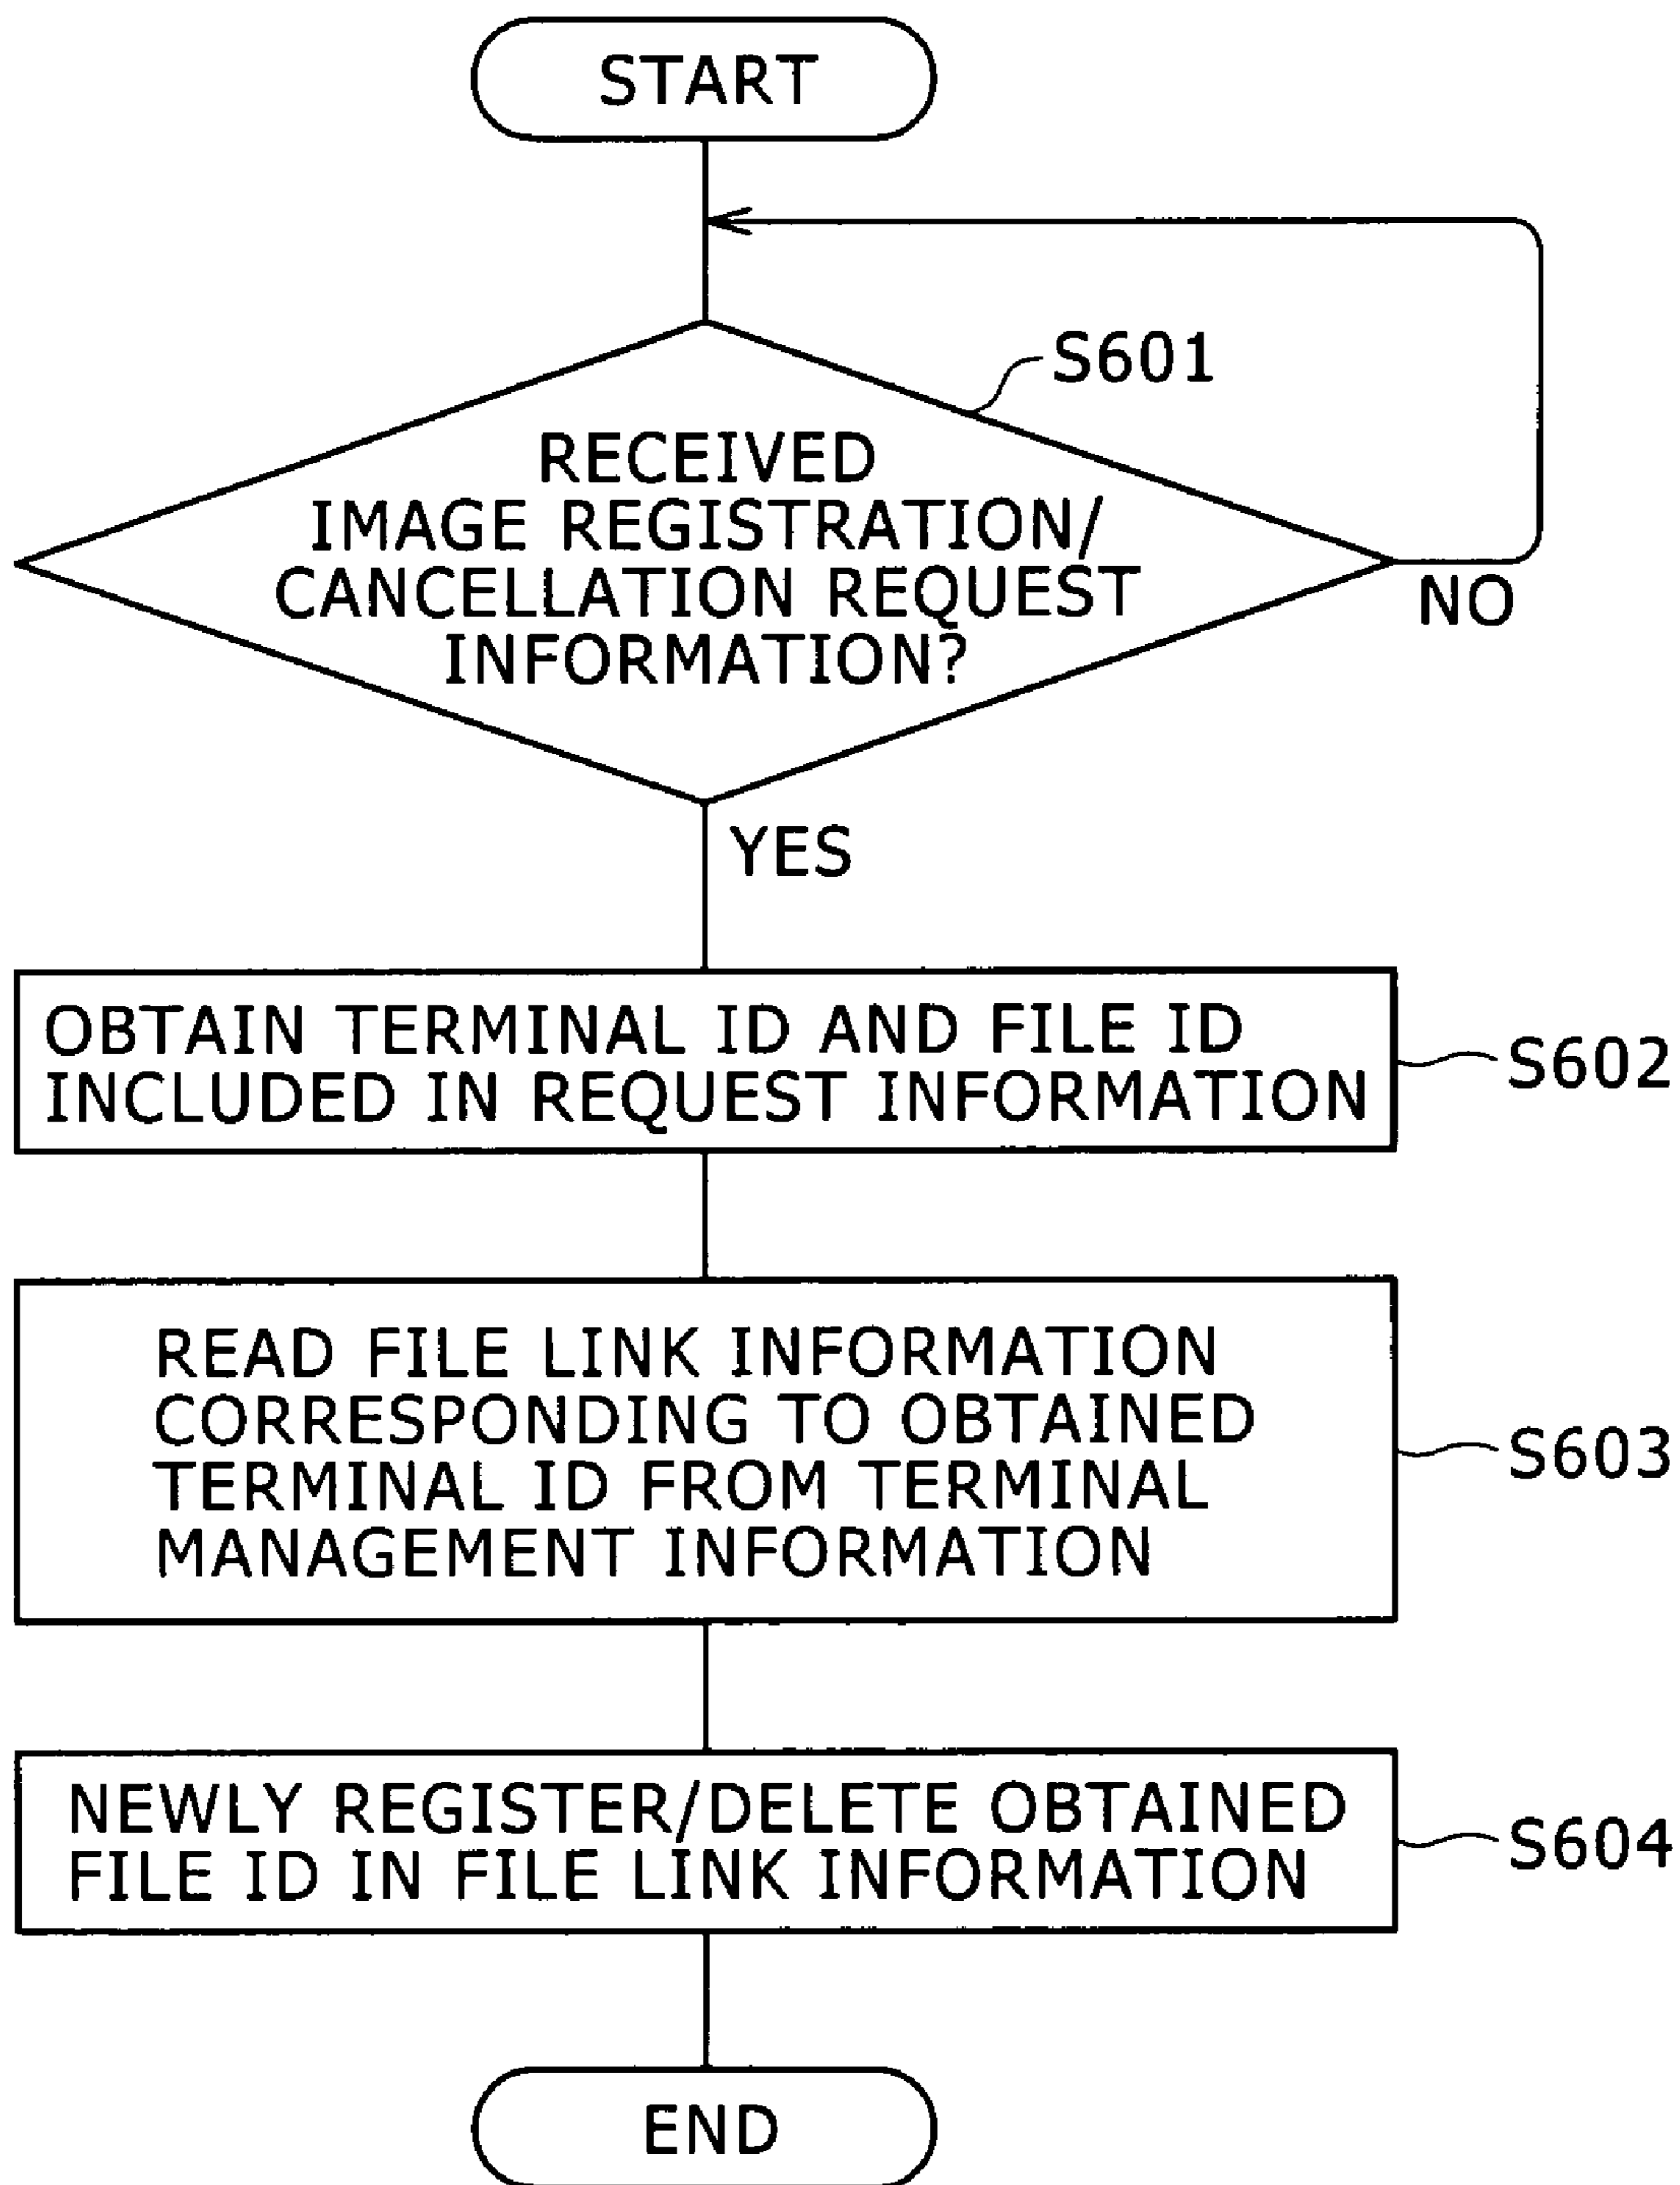 START
S601
RECEIVED
IMAGE REGISTRATION/
CANCELLATION REQUEST
INFORMATION?
NO
YES
OBTAIN TERMINAL ID AND FILE ID
INCLUDED IN REQUEST INFORMATION
S602
READ FILE LINK INFORMATION
CORRESPONDING TO OBTAINED
TERMINAL ID FROM TERMINAL
MANAGEMENT INFORMATION
S603
NEWLY REGISTER/DELETE OBTAINED
FILE ID IN FILE LINK INFORMATION
S604
END